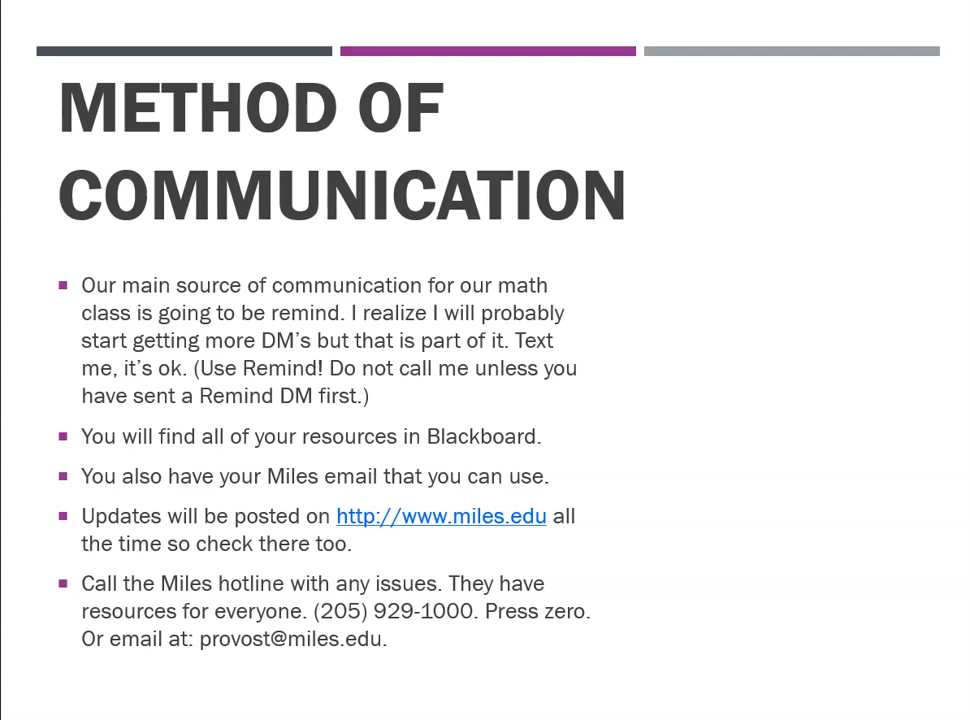 METHOD OF
COMMUNICATION
Our main source of communication for our math
class is going to be remind. I realize I will probably
start getting more DM’s but that is part of it. Text
me, it’s ok. (Use Remind! Do not call me unless you
have sent a Remind DM first.)
You will find all of your resources in Blackboard.
You also have your Miles email that you can use.
Updates will be posted on http://www.miles.edu all
the time so check there too.
Call the Miles hotline with any issues. They have
resources for everyone. (205) 929-1000. Press zero.
Or email at: provost@miles.edu.